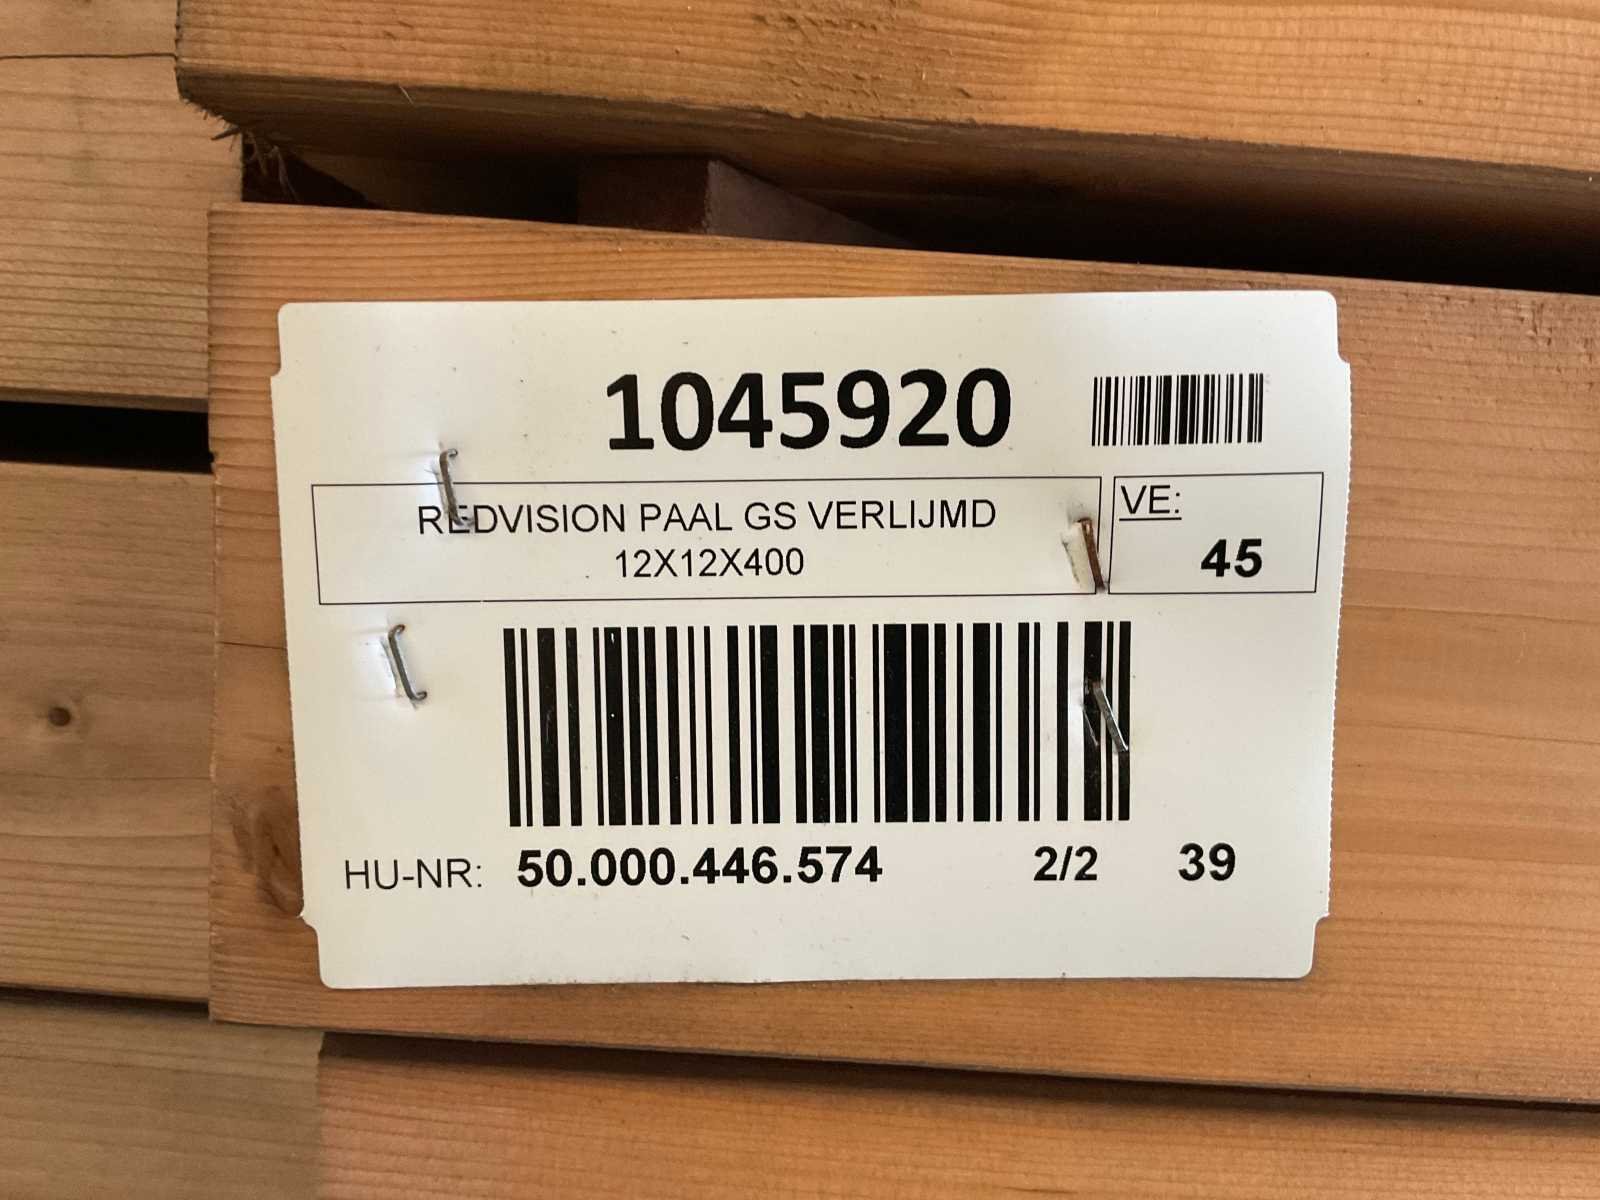 1045920
REDVISION PAAL GS VERLIJMD
12X12X400
VE:
45
HU-NR: 50.000.446.574 2/2 39